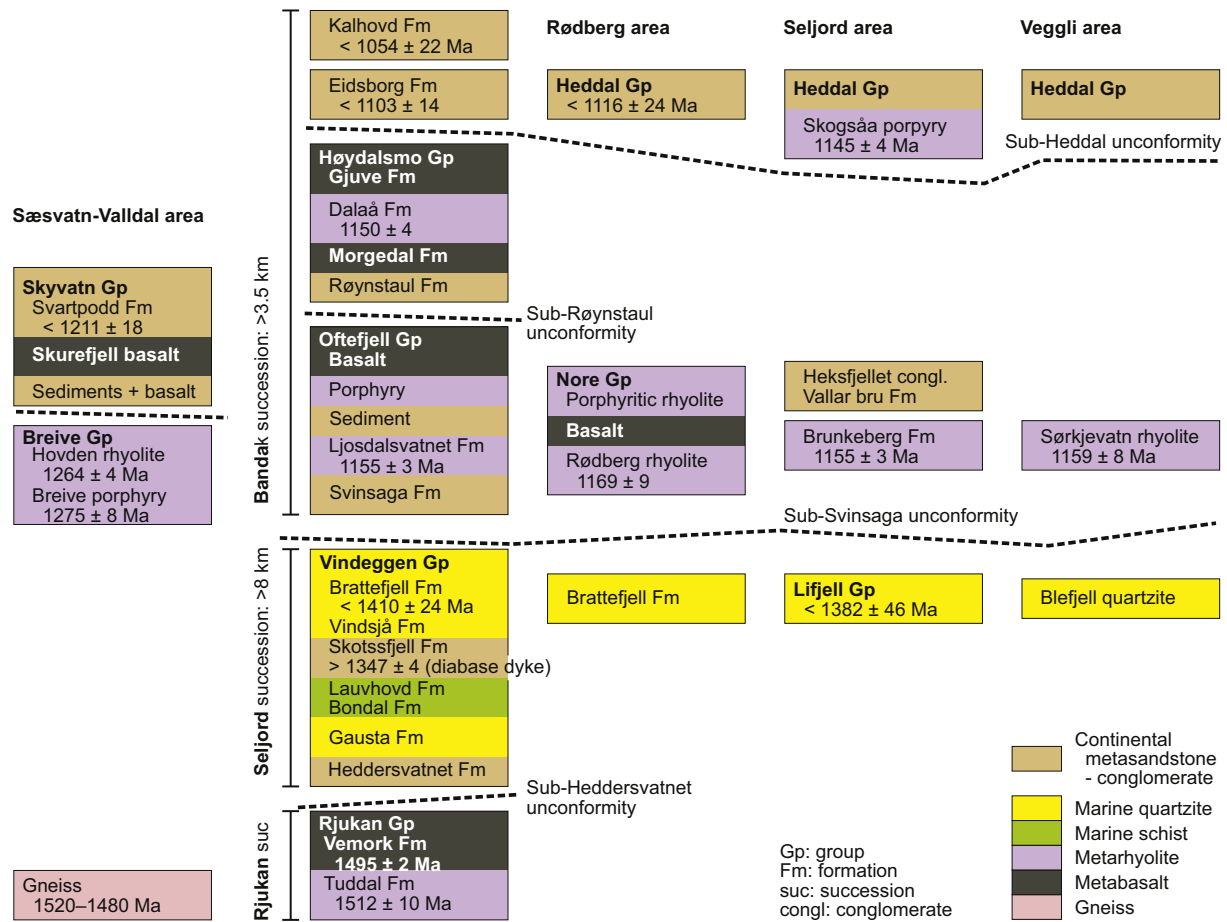 Sæsvatn-Valldal area
Skyvatn Gp
Svartpodd Fm
< 1211 ± 18
Skurefjell basalt
Sediments + basalt
Breive Gp
Hovden rhyolite
1264 ± 4 Ma
Breive porphyry
1275 ± 8 Ma
Gneiss
1520–1480 Ma
Bandak succession: >3.5 km
Seljord succession: >8 km
Rjukan suc
Kalhovd Fm
< 1054 ± 22 Ma
Eidsborg Fm
< 1103 ± 14
Høydalsmo Gp
Gjuve Fm
Dalaå Fm
1150 ± 4
Morgedal Fm
Røynstaul Fm
Sub-Røynstaul
unconformity
Oftefjell Gp
Basalt
Porphyry
Sediment
Ljosdalsvatnet Fm
1155 ± 3 Ma
Svinsaga Fm
Vindeggen Gp
Brattefjell Fm
< 1410 ± 24 Ma
Vindsjå Fm
Skotssfjell Fm
> 1347 ± 4 (diabase dyke)
Lauvhovd Fm
Bondal Fm
Gausta Fm
Heddersvatnet Fm
Sub-Heddersvatnet
unconformity
Rjukan Gp
Vemork Fm
1495 ± 2 Ma
Tuddal Fm
1512 ± 10 Ma
Rødberg area
Heddal Gp
< 1116 ± 24 Ma
Nore Gp
Porphyritic rhyolite
Basalt
Rødberg rhyolite
1169 ± 9
Brattefjell Fm
Seljord area
Heddal Gp
Skogsåa porpyry
1145 ± 4 Ma
Heksfjellet congl.
Vallar bru Fm
Brunkeberg Fm
1155 ± 3 Ma
Sub-Svinsaga unconformity
Lifjell Gp
< 1382 ± 46 Ma
Veggli area
Heddal Gp
Sub-Heddal unconformity
Sørkjevatn rhyolite
1159 ± 8 Ma
Blefjell quartzite
Gp: group
Fm: formation
suc: succession
congl: conglomerate
Continental
metasandstone
- conglomerate
Marine quartzite
Marine schist
Metarhyolite
Metabasalt
Gneiss